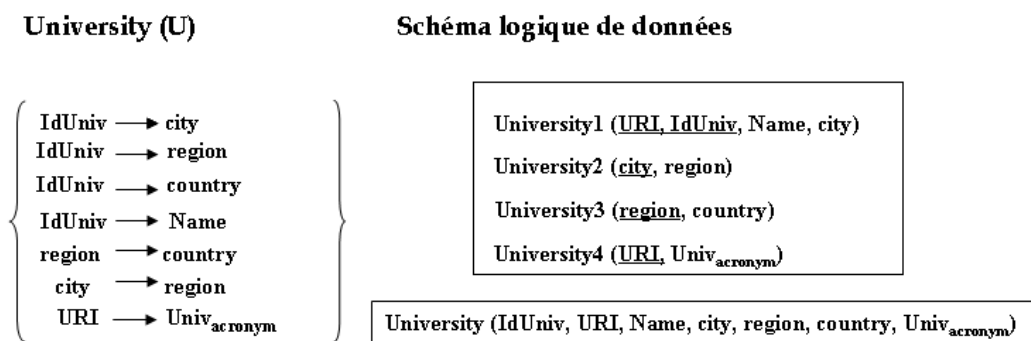 University (U)
Schéma logique de données
IdUniv → city
IdUniv → region
IdUniv → country
IdUniv → Name
region → country
city → region
URI → Univacronym
University1 (URI, IdUniv, Name, city)
University2 (city, region)
University3 (region, country)
University4 (URI, Univacronym)
University (IdUniv, URI, Name, city, region, country, Univacronym)